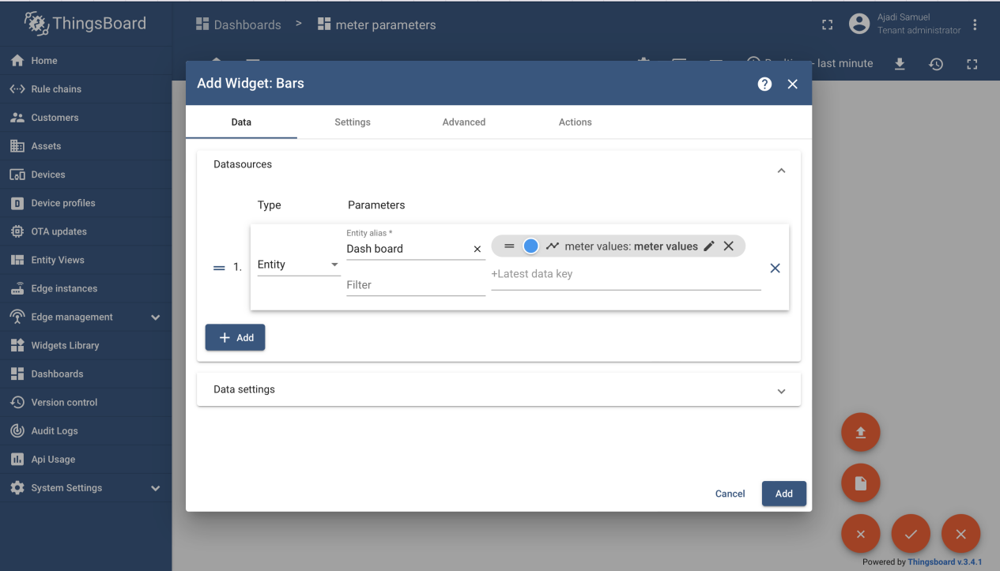 ThingsBoard
Dashboards > meter parameters
Ajadi Samuel
Tenant administrator
Home
Rule chains
Customers
Assets
Devices
Device profiles
OTA updates
Entity Views
Edge instances
Edge management
Widgets Library
Dashboards
Version control
Audit Logs
Api Usage
System Settings
- last minute
Add Widget: Bars
Data Settings Advanced Actions
Datasources
Type Parameters
1.
Entity
Entity alias *
Dash board
Filter
meter values: meter values
+Latest data key
+ Add
Data settings
Cancel Add
Powered by Thingsboard v.3.4.1